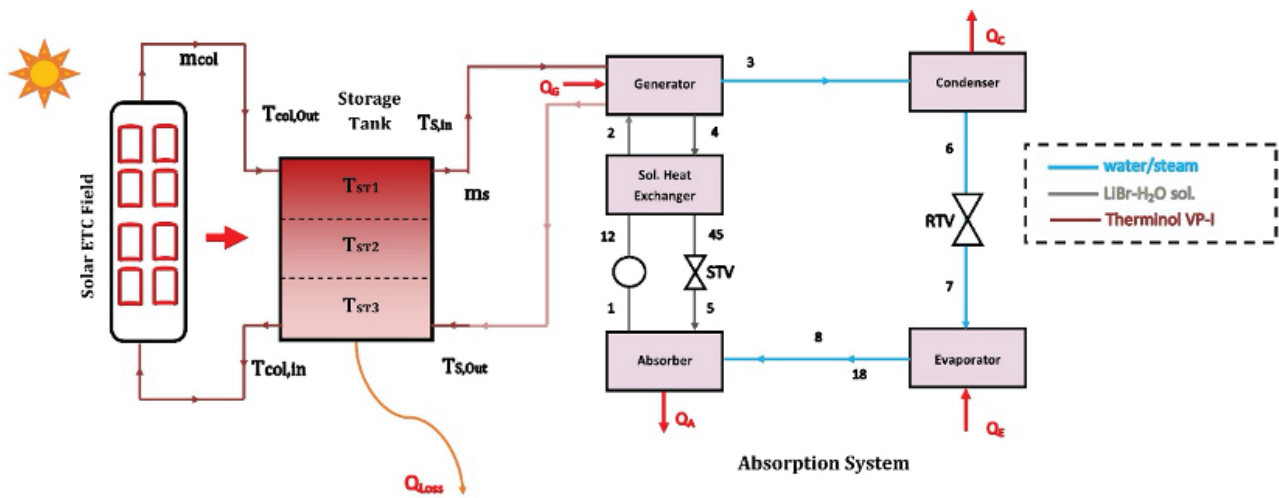 mcol
Tcol,Out
Storage
Tank
TS,in
ms
TST1
TST2
TST3
Solar ETC Field
Tcol,in
TS,Out
QLoss
QG
Generator
3
Condenser
QC
2
4
Sol. Heat
Exchanger
6
12
45
RTV
STV
7
1
5
Absorber
8
18
Evaporator
QA
QE
Absorption System
water/steam
LiBr-H₂O sol.
Therminol VP-I